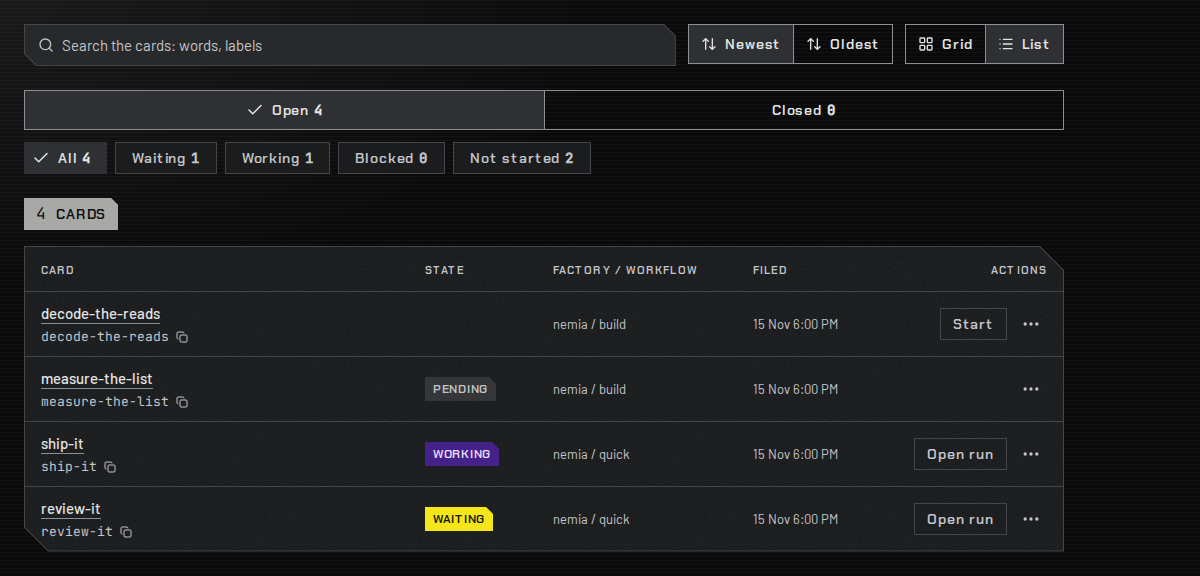 Search the cards: words, labels
Newest
Oldest
Grid
List
Open 4
Closed 0
All 4
Waiting 1
Working 1
Blocked 0
Not started 2
4 CARDS
CARD STATE FACTORY / WORKFLOW FILED ACTIONS
decode-the-reads
decode-the-reads
nemia / build
15 Nov 6:00 PM
Start
measure-the-list
measure-the-list
PENDING
nemia / build
15 Nov 6:00 PM
ship-it
ship-it
WORKING
nemia / quick
15 Nov 6:00 PM
Open run
review-it
review-it
WAITING
nemia / quick
15 Nov 6:00 PM
Open run